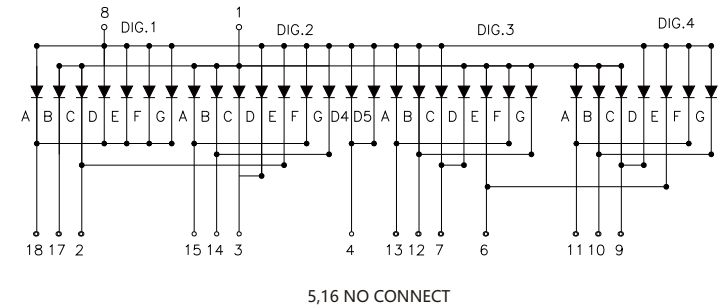 8 1
DIG.1 DIG.2 DIG.3 DIG.4
A B C D E F G A B C D E F G D4 D5 A B C D E F G A B C D E F G
18 17 2 15 14 3 4 13 12 7 6 11 10 9
5,16 NO CONNECT